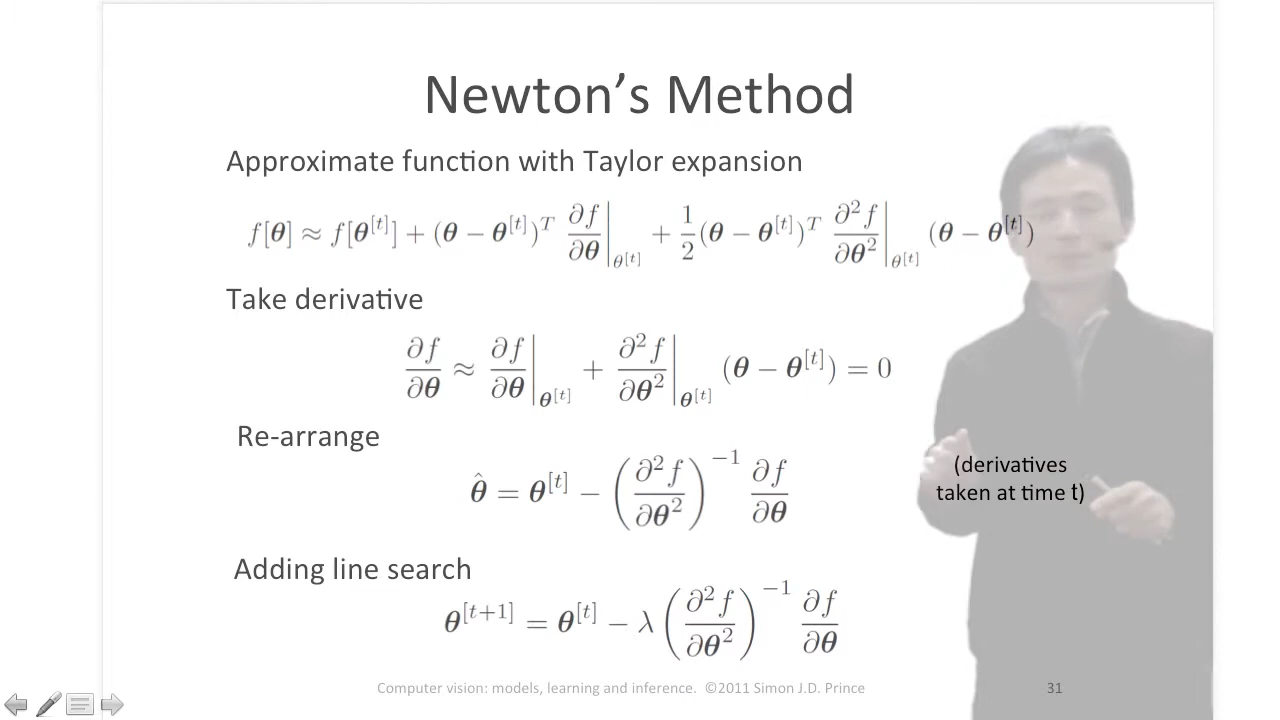 Newton's Method
Approximate function with Taylor expansion
f[θ] ≈ f[θ^[t]] + (θ − θ^[t])^T ∂f/∂θ|_θ^[t] + 1/2 (θ − θ^[t])^T ∂²f/∂θ²|_θ^[t] (θ − θ^[t])
Take derivative
∂f/∂θ ≈ ∂f/∂θ|_θ^[t] + ∂²f/∂θ²|_θ^[t] (θ − θ^[t]) = 0
Re-arrange
θ̂ = θ^[t] − (∂²f/∂θ²)^−1 ∂f/∂θ
(derivatives
taken at time t)
Adding line search
θ^[t+1] = θ^[t] − λ (∂²f/∂θ²)^−1 ∂f/∂θ
Computer vision: models, learning and inference. ©2011 Simon J.D. Prince
31